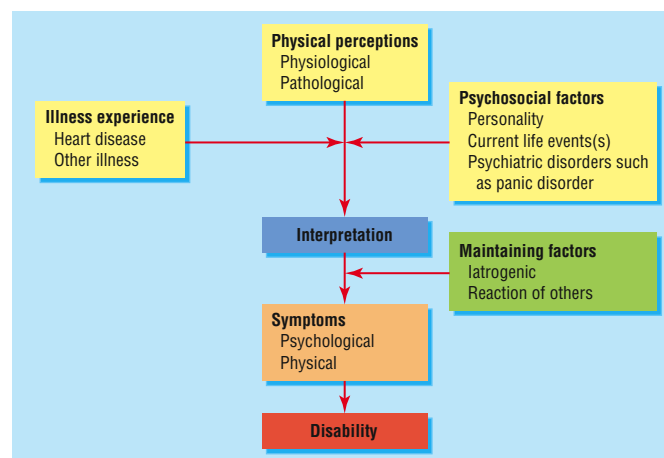 Physical perceptions
Physiological
Pathological
Illness experience
Heart disease
Other illness
Psychosocial factors
Personality
Current life events(s)
Psychiatric disorders such
as panic disorder
Interpretation
Maintaining factors
Iatrogenic
Reaction of others
Symptoms
Psychological
Physical
Disability